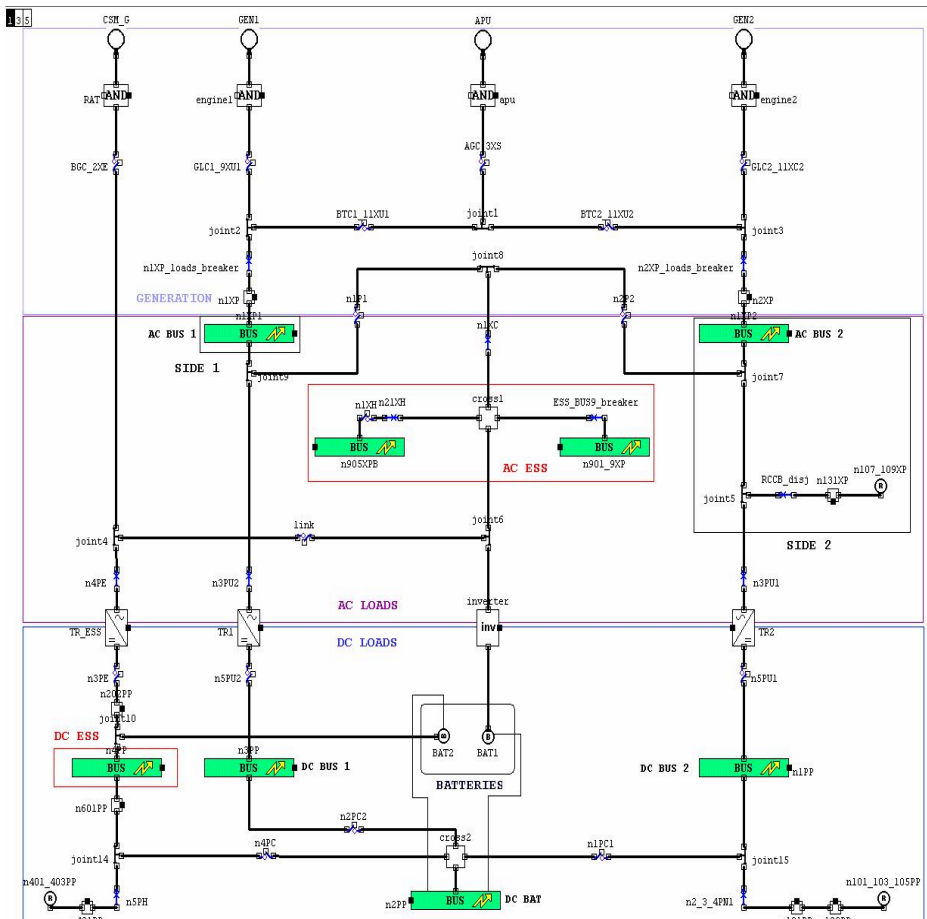 1 3 5
CSM_G
GEN1
APU
GEN2
AND
RAT
AND
engine1
AND
apu
AND
engine2
BGC_2XE
GLC1_9XU1
AGC_3XS
GLC2_11XC2
joint2
BTC1_11XU1
joint1
BTC2_11XU2
joint3
n1XP_loads_breaker
joint8
n2XP_loads_breaker
GENERATION
n1XP
n1P1
n2P2
n2XP
n1XP1
n1XC
n1XP2
AC BUS 1
BUS
BUS
AC BUS 2
SIDE 1
joint9
joint7
n1XH
n21XH
cross1
ESS_BUS9_breaker
BUS
BUS
n905XPB
AC ESS
n901_9XP
RCCB_disj
n131XP
n107_109XP
R
joint5
link
joint6
joint4
SIDE 2
n4PE
n3PU2
n3PU1
AC LOADS
inverter
TR_ESS
TR1
inv
TR2
DC LOADS
n3PE
n5PU2
n5PU1
n202PP
joint10
DC ESS
n4PP
n3PP
BAT2
B
BAT1
BUS
BUS
DC BUS 1
DC BUS 2
BUS
n1PP
BATTERIES
n601PP
n2PC2
cross2
joint14
n4PC
n1PC1
joint15
n401_403PP
R
n5PH
n2PP
BUS
DC BAT
n2_3_4PN1
n101_103_105PP
R